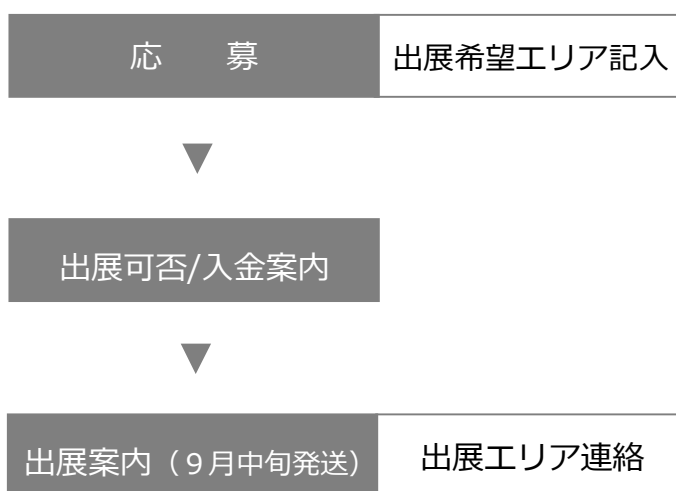 応　　募
出展希望エリア記入
▼
出展可否/入金案内
▼
出展案内（９月中旬発送）
出展エリア連絡